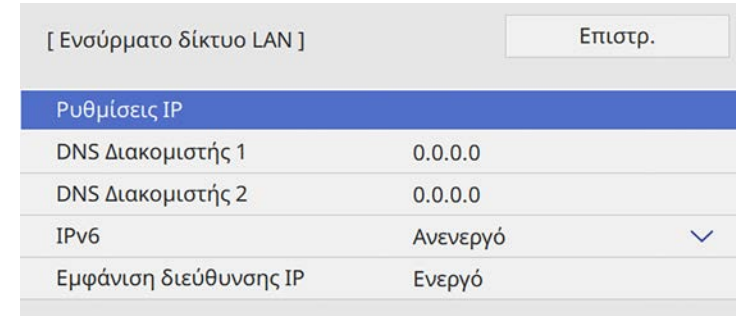 [ Ενσύρματο δίκτυο LAN ] Επιστρ.
Ρυθμίσεις IP
DNS Διακομιστής 1 0.0.0.0
DNS Διακομιστής 2 0.0.0.0
IPv6 Ανενεργό
Εμφάνιση διεύθυνσης IP Ενεργό